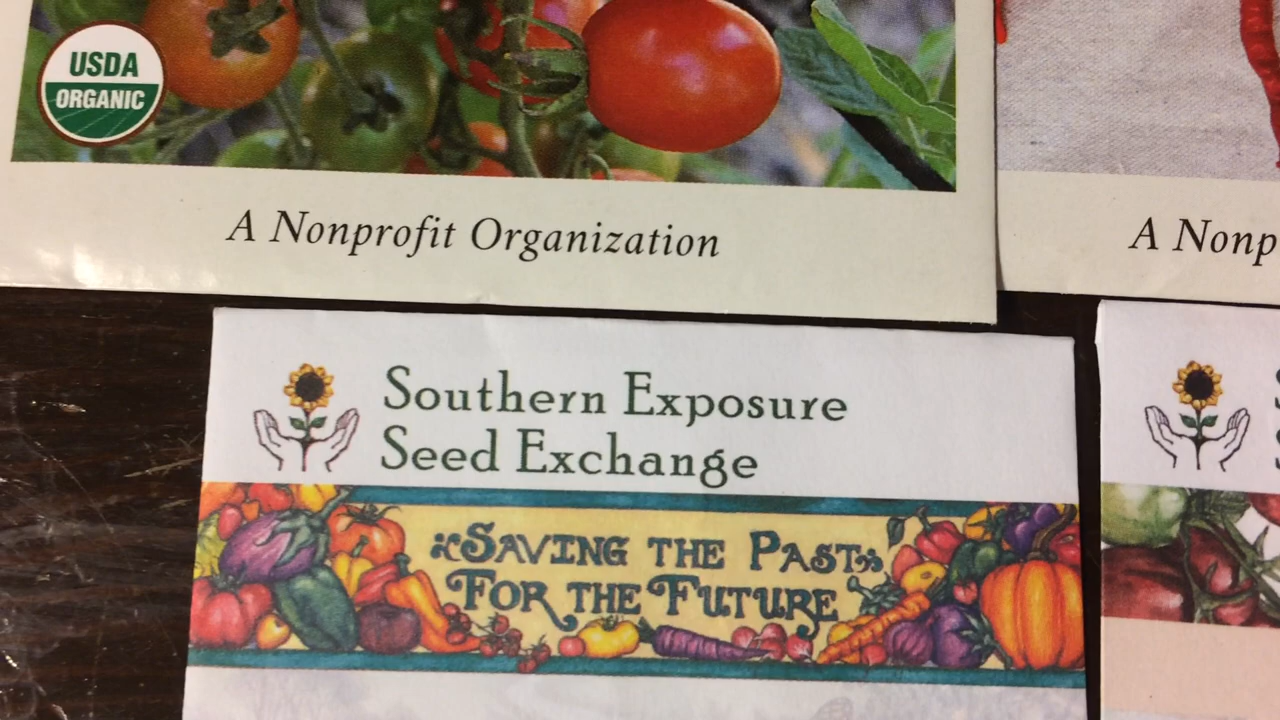 USDA
ORGANIC
A Nonprofit Organization
A Nonp
Southern Exposure
Seed Exchange
SAVING THE PAST
FOR THE FUTURE